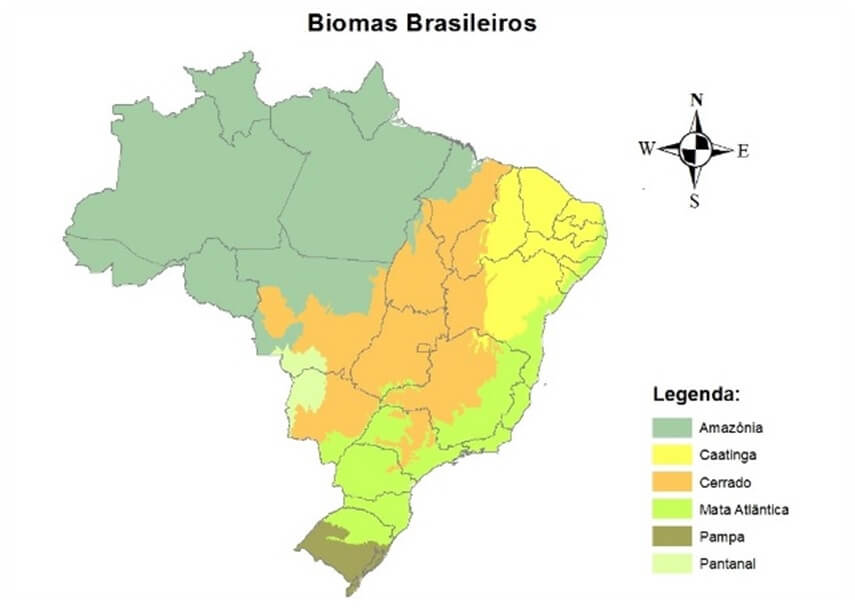 Biomas Brasileiros
N
W E
S
Legenda:
Amazônia
Caatinga
Cerrado
Mata Atlântica
Pampa
Pantanal